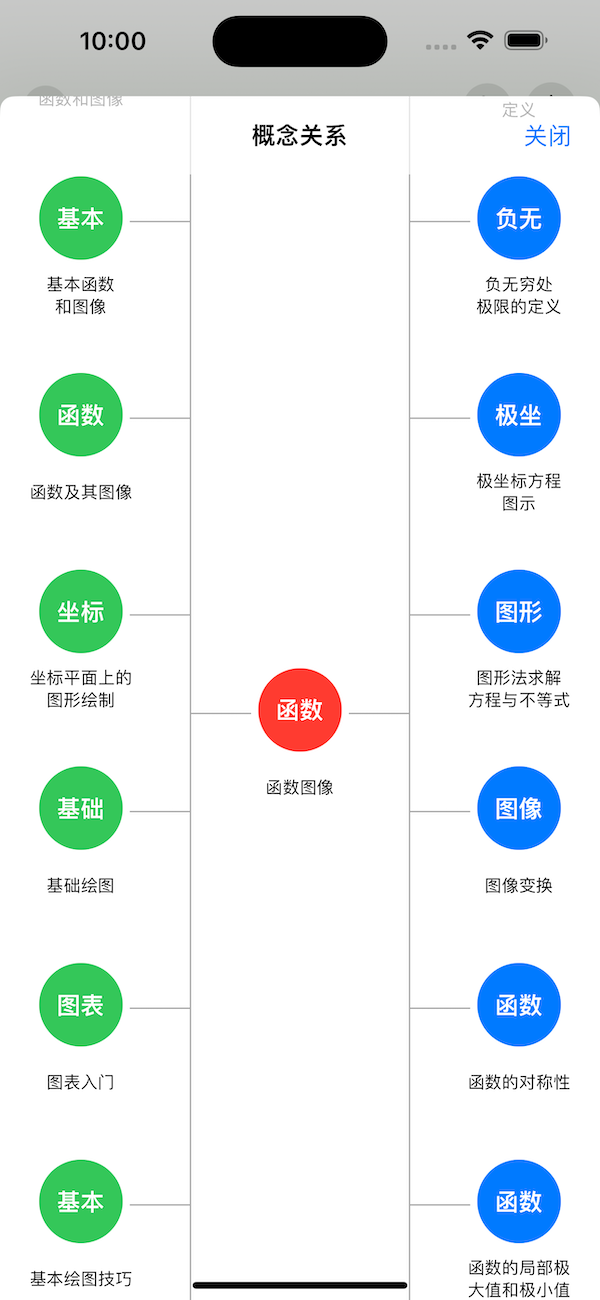 10:00
函数和图像
定义
概念关系
关闭
基本
基本函数
和图像
负无
负无穷处
极限的定义
函数
函数及其图像
极坐
极坐标方程
图示
坐标
坐标平面上的
图形绘制
图形
图形法求解
方程与不等式
函数
函数图像
基础
基础绘图
图像
图像变换
图表
图表入门
函数
函数的对称性
基本
基本绘图技巧
函数
函数的局部极
大值和极小值